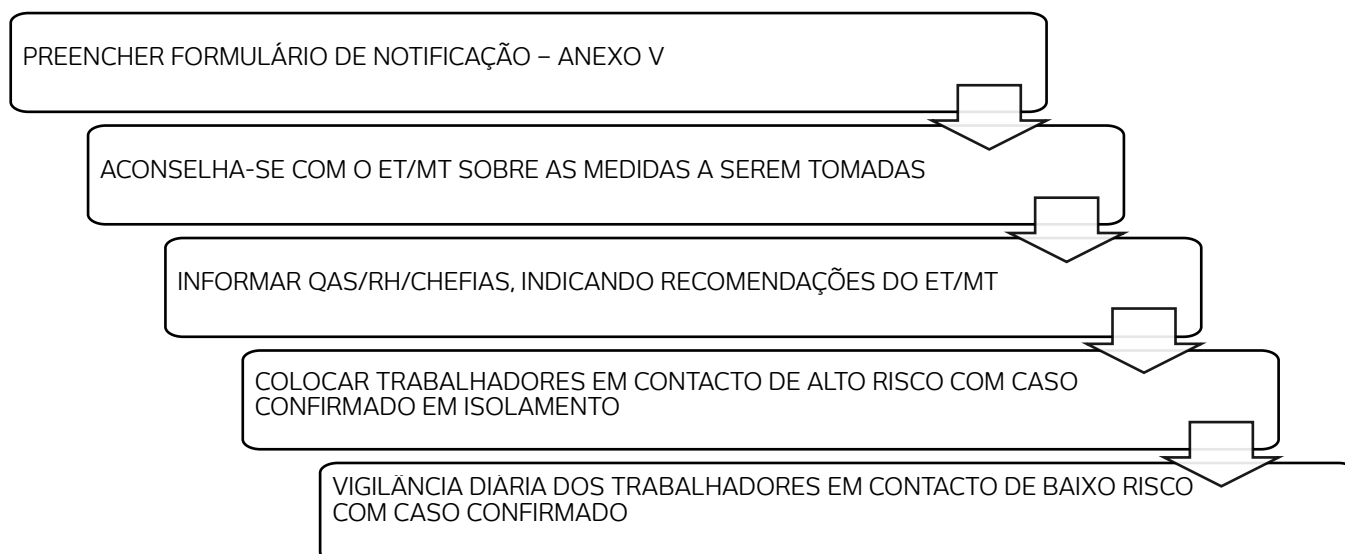 PREENCHER FORMULÁRIO DE NOTIFICAÇÃO – ANEXO V
ACONSELHA-SE COM O ET/MT SOBRE AS MEDIDAS A SEREM TOMADAS
INFORMAR QAS/RH/CHEFIAS, INDICANDO RECOMENDAÇÕES DO ET/MT
COLOCAR TRABALHADORES EM CONTACTO DE ALTO RISCO COM CASO
CONFIRMADO EM ISOLAMENTO
VIGILÂNCIA DIÁRIA DOS TRABALHADORES EM CONTACTO DE BAIXO RISCO
COM CASO CONFIRMADO